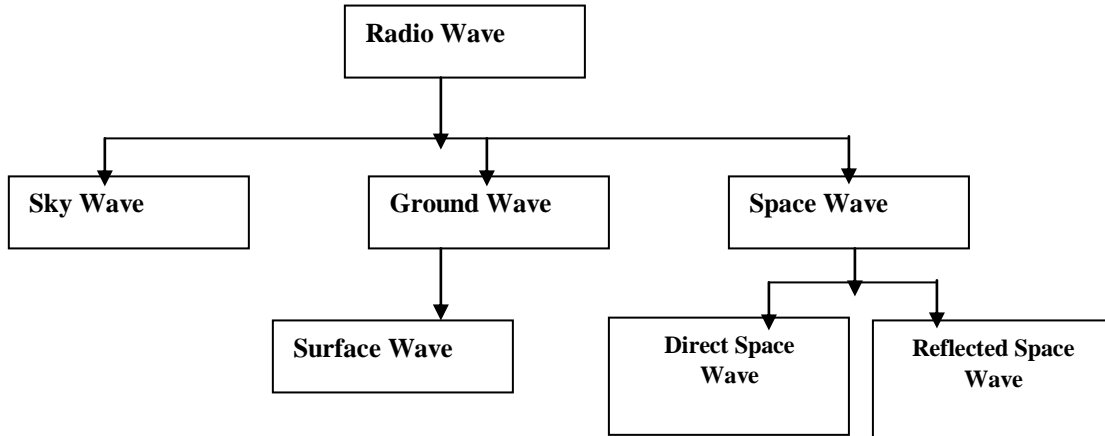 Radio Wave
Sky Wave
Ground Wave
Space Wave
Surface Wave
Direct Space
Wave
Reflected Space
Wave